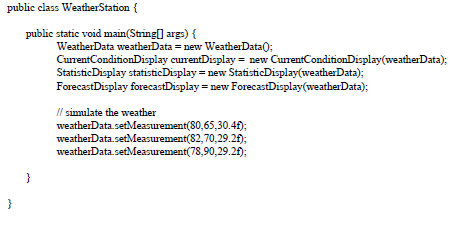 public class WeatherStation {
public static void main(String[] args) {
WeatherData weatherData = new WeatherData();
CurrentConditionDisplay currentDisplay = new CurrentConditionDisplay(weatherData);
StatisticDisplay statisticDisplay = new StatisticDisplay(weatherData);
ForecastDisplay forecastDisplay = new ForecastDisplay(weatherData);
// simulate the weather
weatherData.setMeasurement(80,65,30.4f);
weatherData.setMeasurement(82,70,29.2f);
weatherData.setMeasurement(78,90,29.2f);
}
}